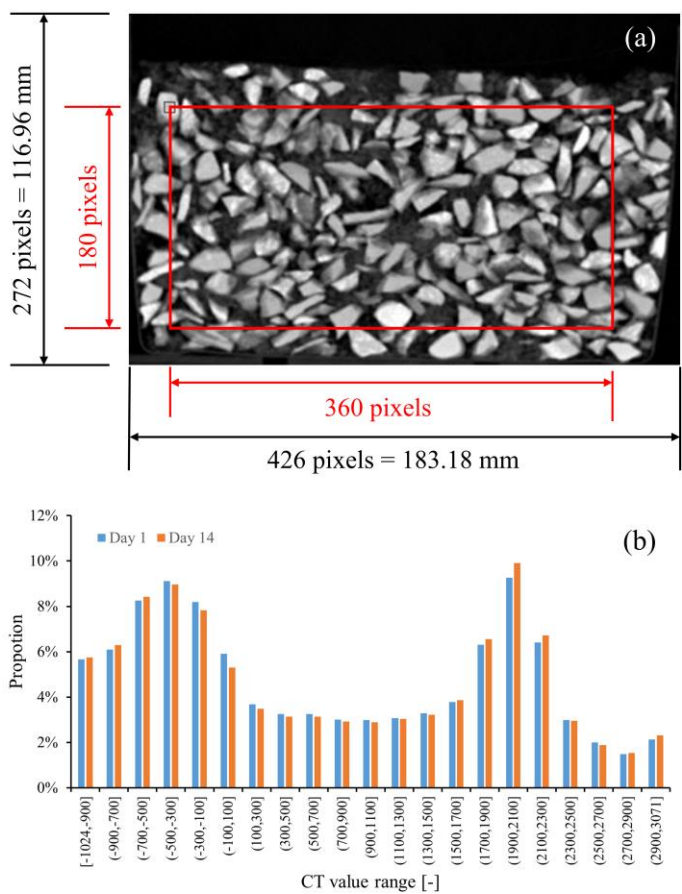 (a)
272 pixels = 116.96 mm
180 pixels
360 pixels
426 pixels = 183.18 mm
(b)
12%
10%
8%
6%
4%
2%
0%
Propotion
Day 1
Day 14
[-1024,-900]
(-900,-700]
(-700,-500]
(-500,-300]
(-300,-100]
(-100,100]
(100,300]
(300,500]
(500,700]
(700,900]
(900,1100]
(1100,1300]
(1300,1500]
(1500,1700]
(1700,1900]
(1900,2100]
(2100,2300]
(2300,2500]
(2500,2700]
(2700,2900]
(2900,3071]
CT value range [-]